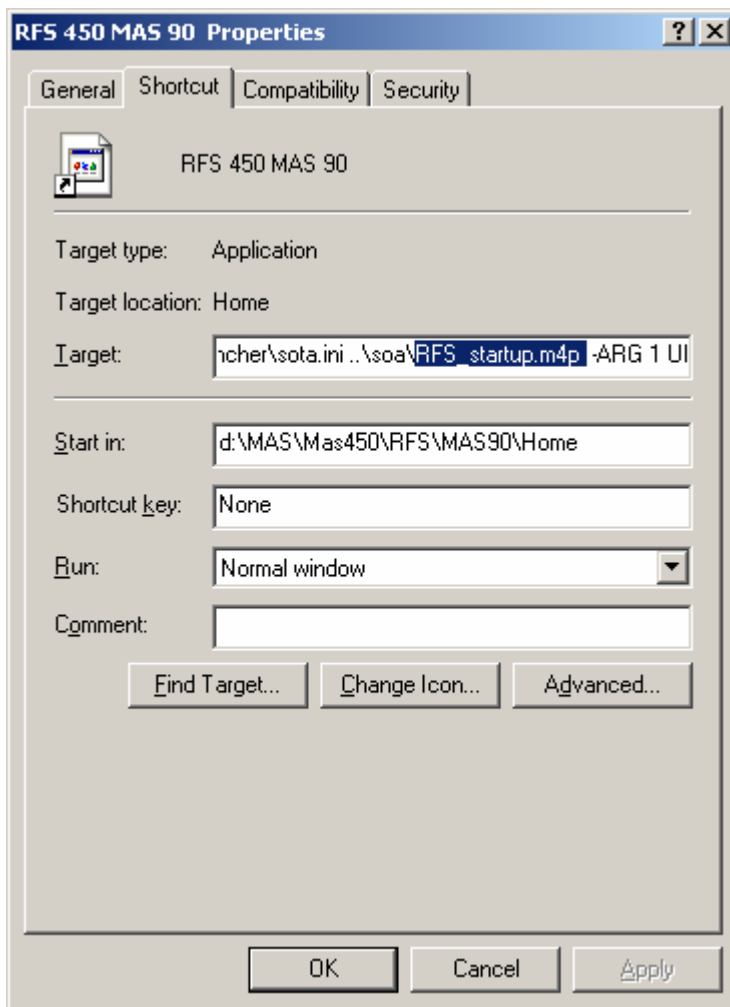 RFS 450 MAS 90 Properties
General Shortcut Compatibility Security
RFS 450 MAS 90
Target type: Application
Target location: Home
Target: ncher\sota.ini ..\soa\RFS_startup.m4p -ARG 1 UI
Start in: d:\MAS\Mas450\RFS\MAS90\Home
Shortcut key: None
Run: Normal window
Comment:
Find Target... Change Icon... Advanced...
OK Cancel Apply